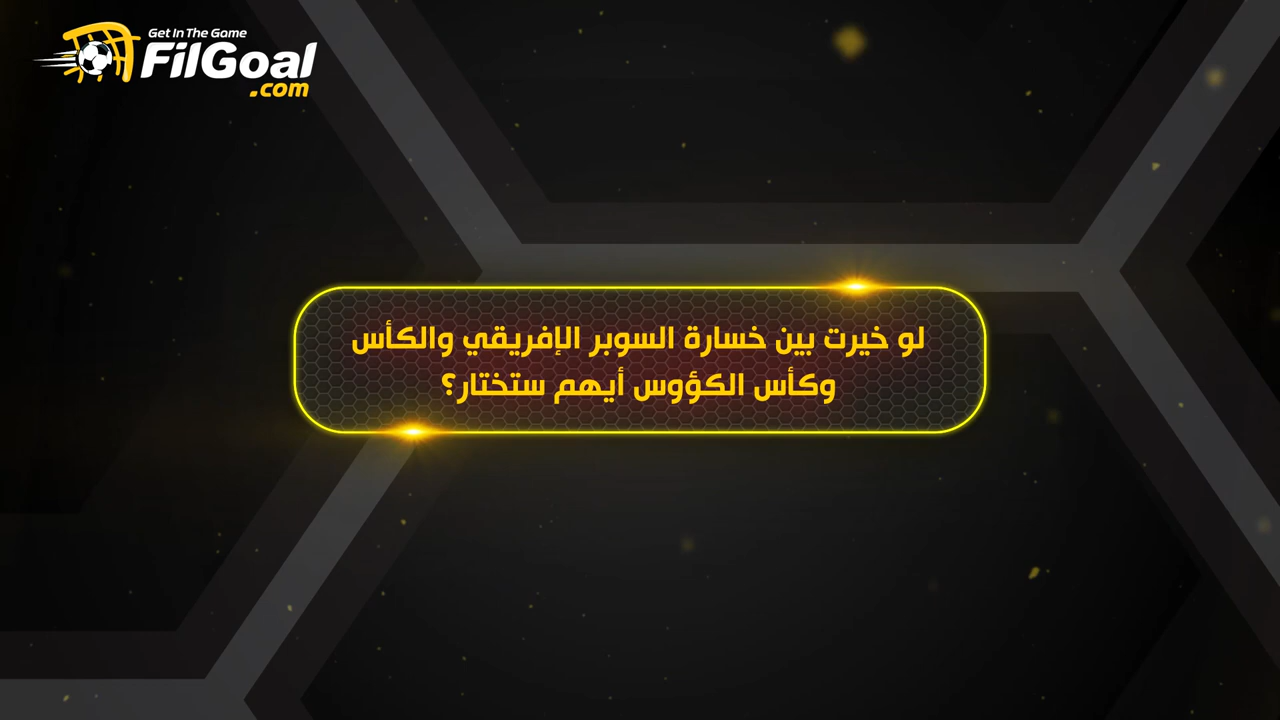 Get In The Game
FilGoal
.com
لو خيرت بين خسارة السوبر الإفريقي والكأس
وكأس الكؤوس أيهم ستختار؟